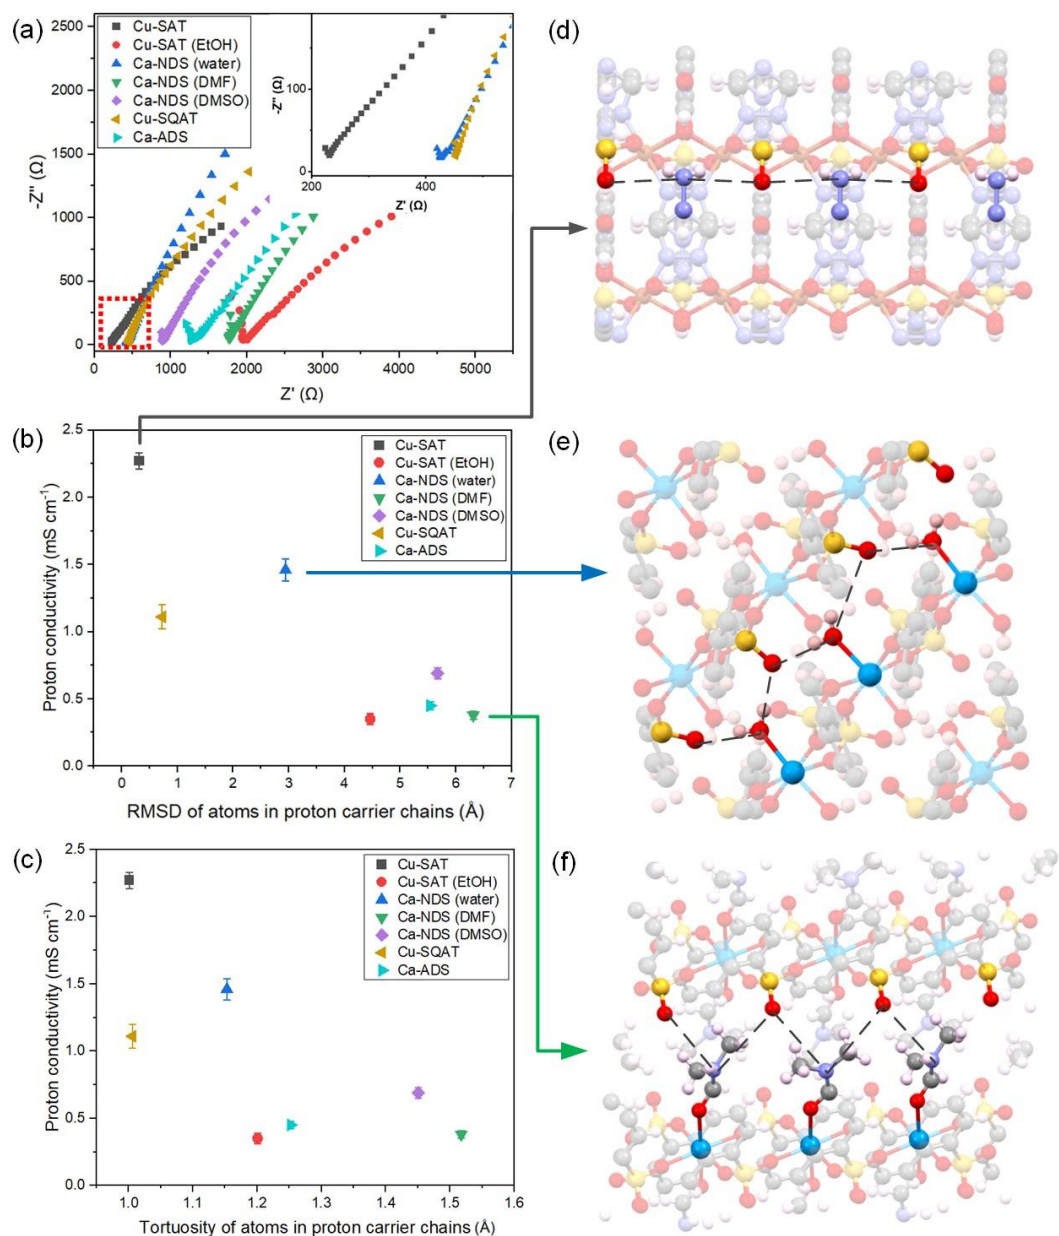 (a)
Cu-SAT
Cu-SAT (EtOH)
Ca-NDS (water)
Ca-NDS (DMF)
Ca-NDS (DMSO)
Cu-SQAT
Ca-ADS
2500
2000
1500
1000
500
0
-Z'' (Ω)
0 1000 2000 3000 4000 5000
Z' (Ω)
-Z'' (Ω)
100
0
200 400
Z' (Ω)
(d)
(b)
2.5
2.0
1.5
1.0
0.5
0.0
Proton conductivity (mS cm⁻¹)
Cu-SAT
Cu-SAT (EtOH)
Ca-NDS (water)
Ca-NDS (DMF)
Ca-NDS (DMSO)
Cu-SQAT
Ca-ADS
0 1 2 3 4 5 6 7
RMSD of atoms in proton carrier chains (Å)
(e)
(c)
2.5
2.0
1.5
1.0
0.5
0.0
Proton conductivity (mS cm⁻¹)
Cu-SAT
Cu-SAT (EtOH)
Ca-NDS (water)
Ca-NDS (DMF)
Ca-NDS (DMSO)
Cu-SQAT
Ca-ADS
1.0 1.1 1.2 1.3 1.4 1.5 1.6
Tortuosity of atoms in proton carrier chains (Å)
(f)